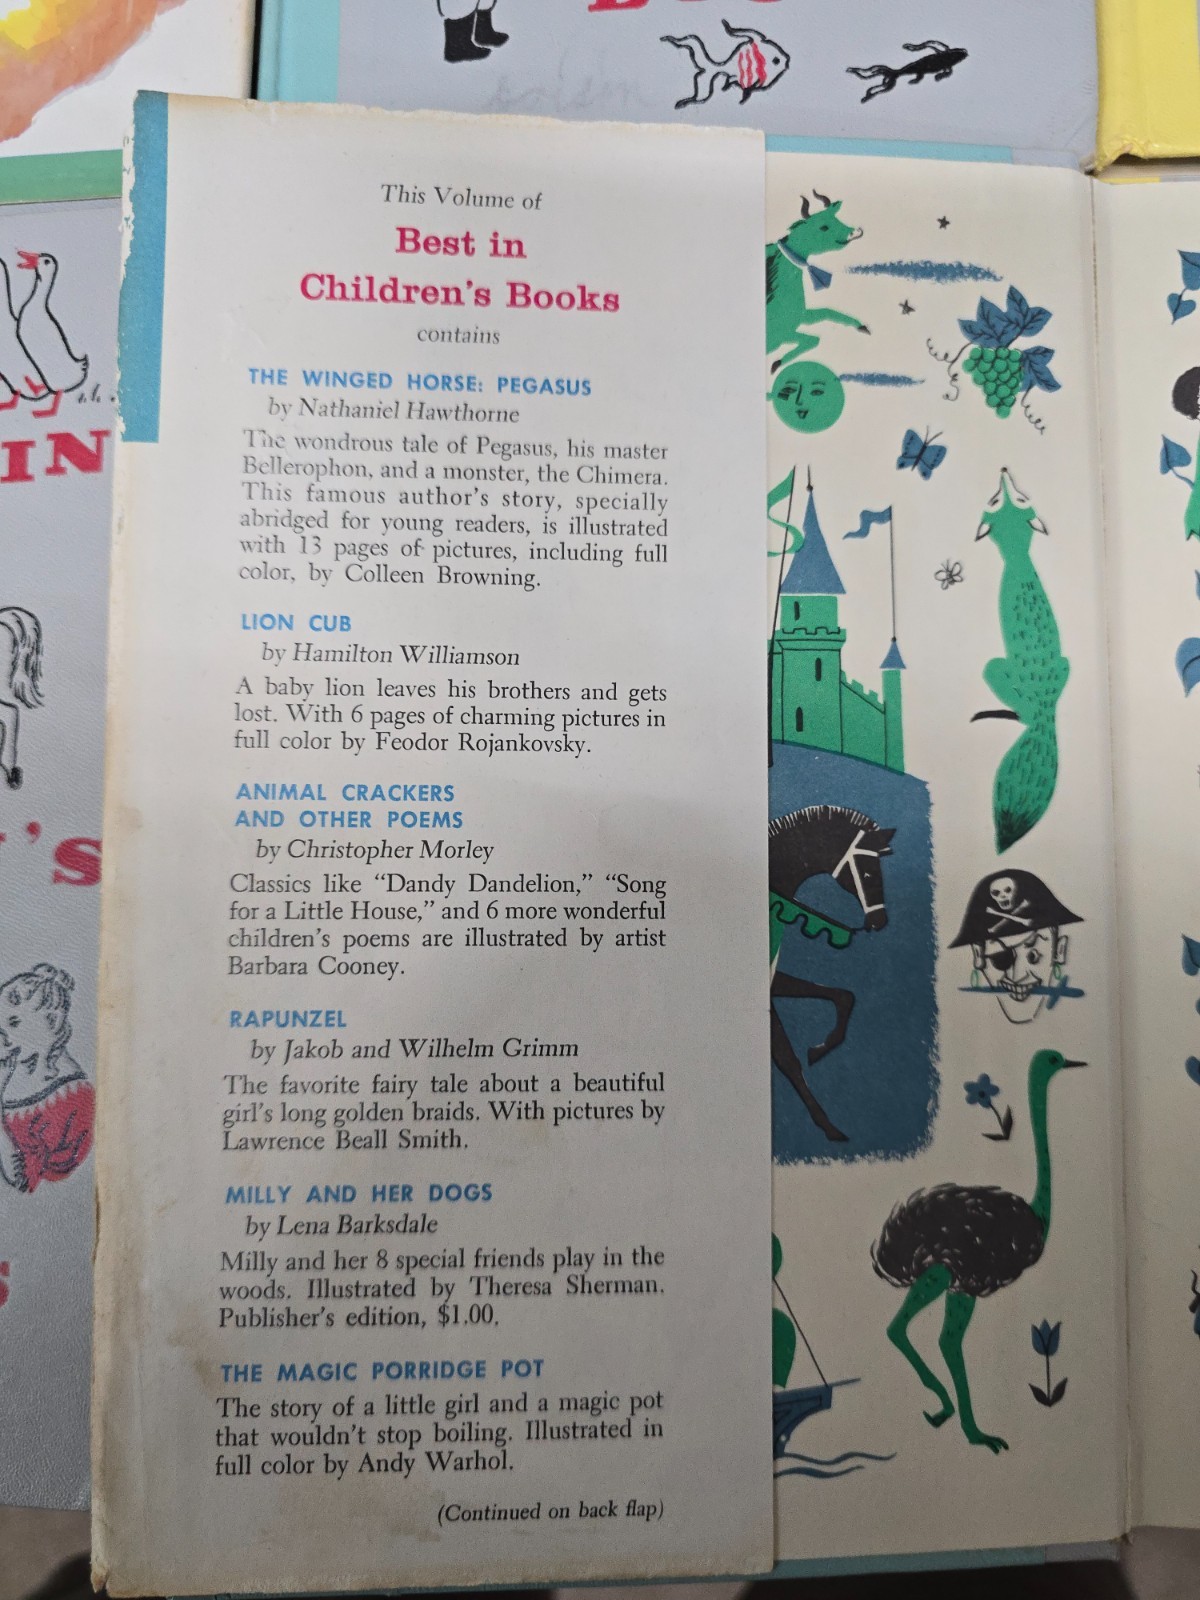 This Volume of
Best in
Children's Books
contains
THE WINGED HORSE: PEGASUS
by Nathaniel Hawthorne
The wondrous tale of Pegasus, his master
Bellerophon, and a monster, the Chimera.
This famous author's story, specially
abridged for young readers, is illustrated
with 13 pages of pictures, including full
color, by Colleen Browning.
LION CUB
by Hamilton Williamson
A baby lion leaves his brothers and gets
lost. With 6 pages of charming pictures in
full color by Feodor Rojankovsky.
ANIMAL CRACKERS
AND OTHER POEMS
by Christopher Morley
Classics like “Dandy Dandelion,” “Song
for a Little House,” and 6 more wonderful
children's poems are illustrated by artist
Barbara Cooney.
RAPUNZEL
by Jakob and Wilhelm Grimm
The favorite fairy tale about a beautiful
girl's long golden braids. With pictures by
Lawrence Beall Smith.
MILLY AND HER DOGS
by Lena Barksdale
Milly and her 8 special friends play in the
woods. Illustrated by Theresa Sherman.
Publisher's edition, $1.00.
THE MAGIC PORRIDGE POT
The story of a little girl and a magic pot
that wouldn't stop boiling. Illustrated in
full color by Andy Warhol.
(Continued on back flap)
IN
'S
S